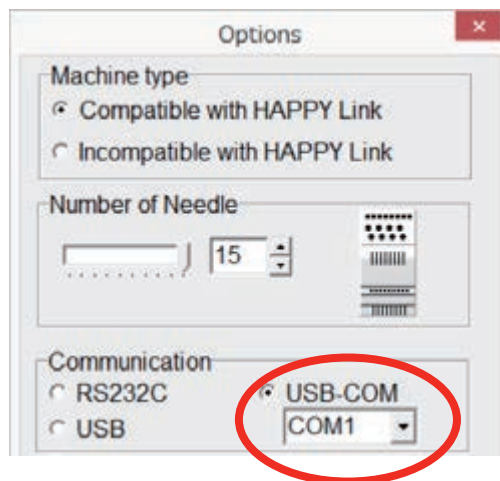 Options
Machine type
Compatible with HAPPY Link
Incompatible with HAPPY Link
Number of Needle
15
Communication
RS232C
USB-COM
USB
COM1